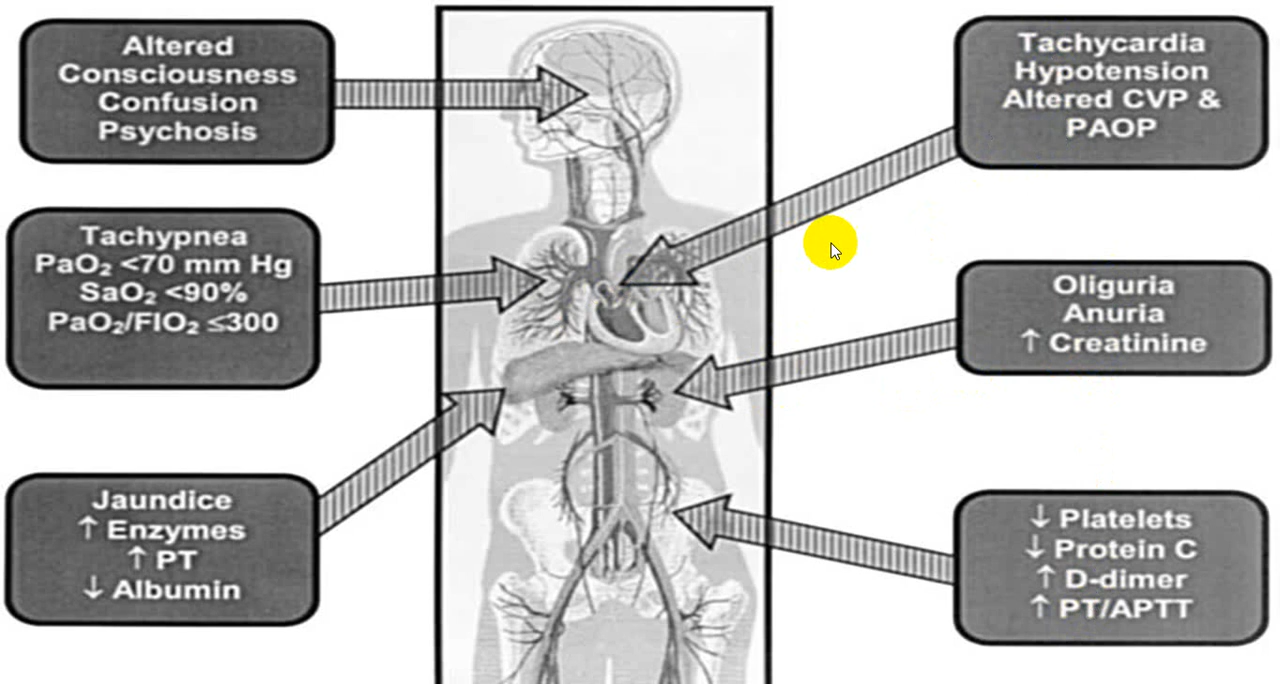 Altered
Consciousness
Confusion
Psychosis
Tachycardia
Hypotension
Altered CVP &
PAOP
Tachypnea
PaO₂ <70 mm Hg
SaO₂ <90%
PaO₂/FIO₂ ≤300
Oliguria
Anuria
↑ Creatinine
Jaundice
↑ Enzymes
↑ PT
↓ Albumin
↓ Platelets
↓ Protein C
↑ D-dimer
↑ PT/APTT